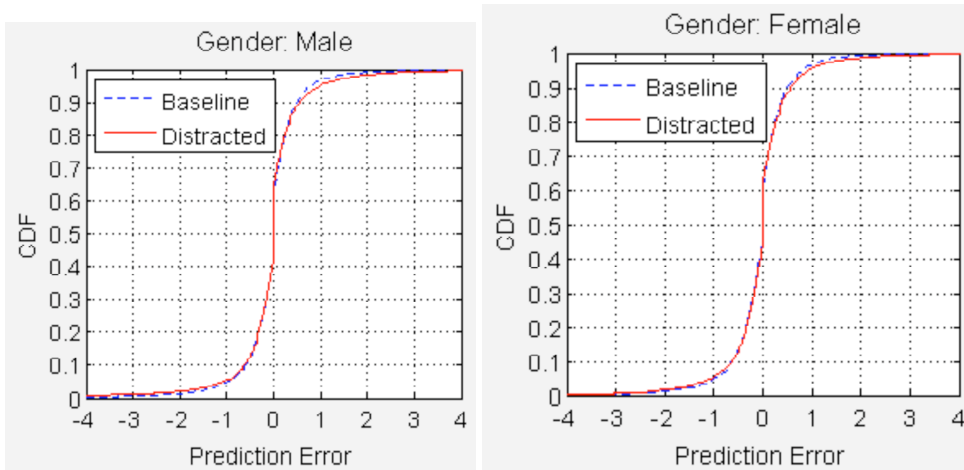 Gender: Male
1
0.9
0.8
0.7
0.6
0.5
0.4
0.3
0.2
0.1
0
CDF
Baseline
Distracted
-4 -3 -2 -1 0 1 2 3 4
Prediction Error
Gender: Female
1
0.9
0.8
0.7
0.6
0.5
0.4
0.3
0.2
0.1
0
CDF
Baseline
Distracted
-4 -3 -2 -1 0 1 2 3 4
Prediction Error